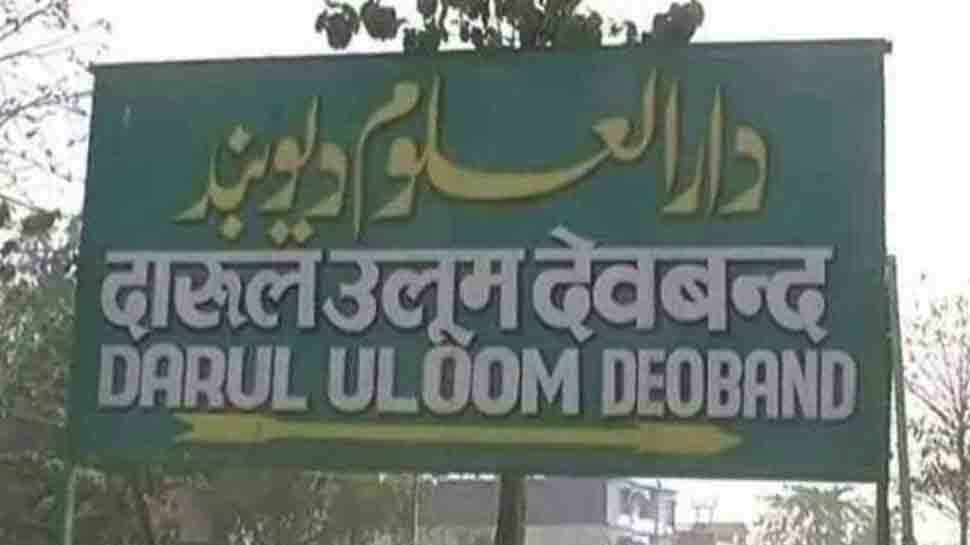 دارالعلوم دیوبند
दारूल उलूम देवबन्द
DARUL ULOOM DEOBAND